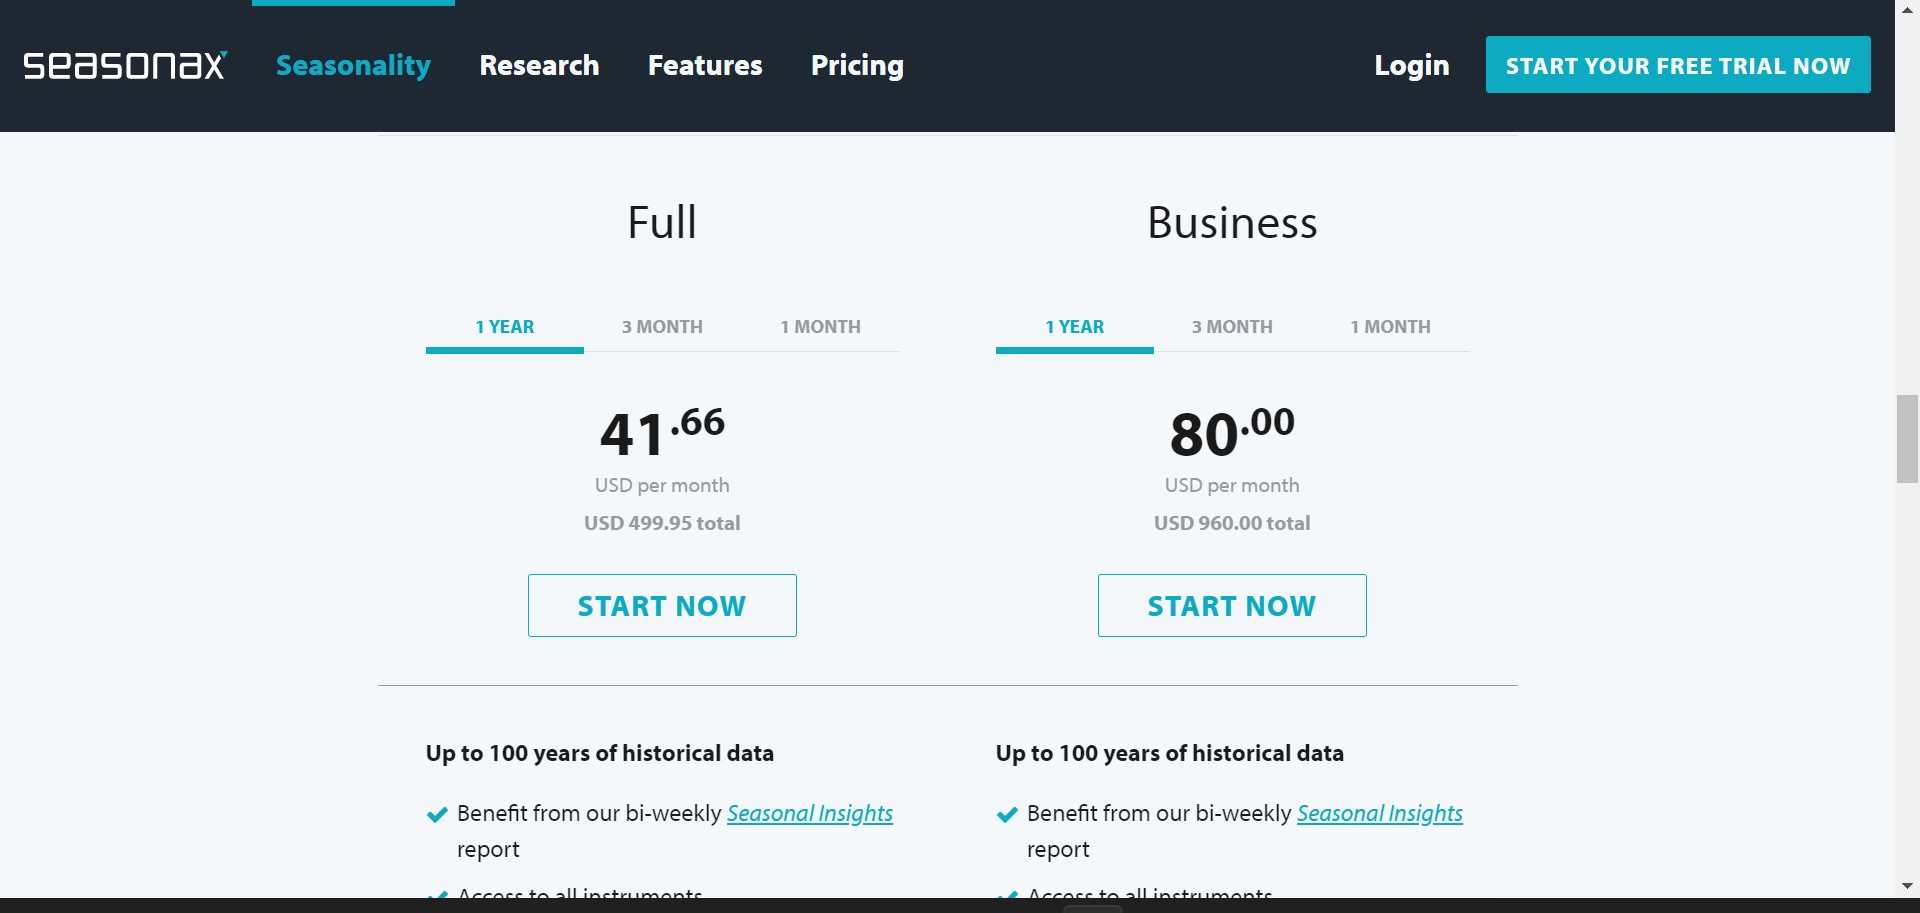 seasonax Seasonality Research Features Pricing Login START YOUR FREE TRIAL NOW
Full
1 YEAR 3 MONTH 1 MONTH
41.66
USD per month
USD 499.95 total
START NOW
Up to 100 years of historical data
Benefit from our bi-weekly Seasonal Insights
report
Access to all instruments
Business
1 YEAR 3 MONTH 1 MONTH
80.00
USD per month
USD 960.00 total
START NOW
Up to 100 years of historical data
Benefit from our bi-weekly Seasonal Insights
report
Access to all instruments